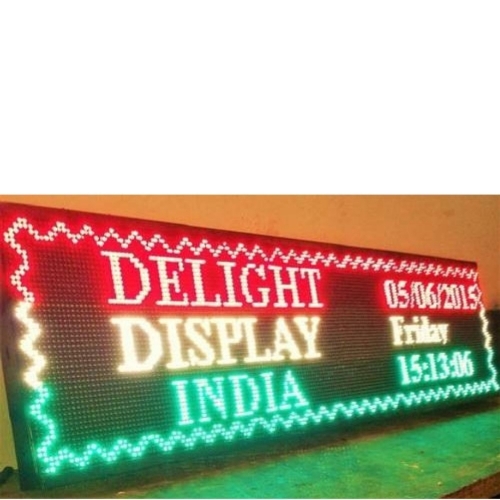 DELIGHT 05/06/2015
DISPLAY Friday
INDIA 15:13:06